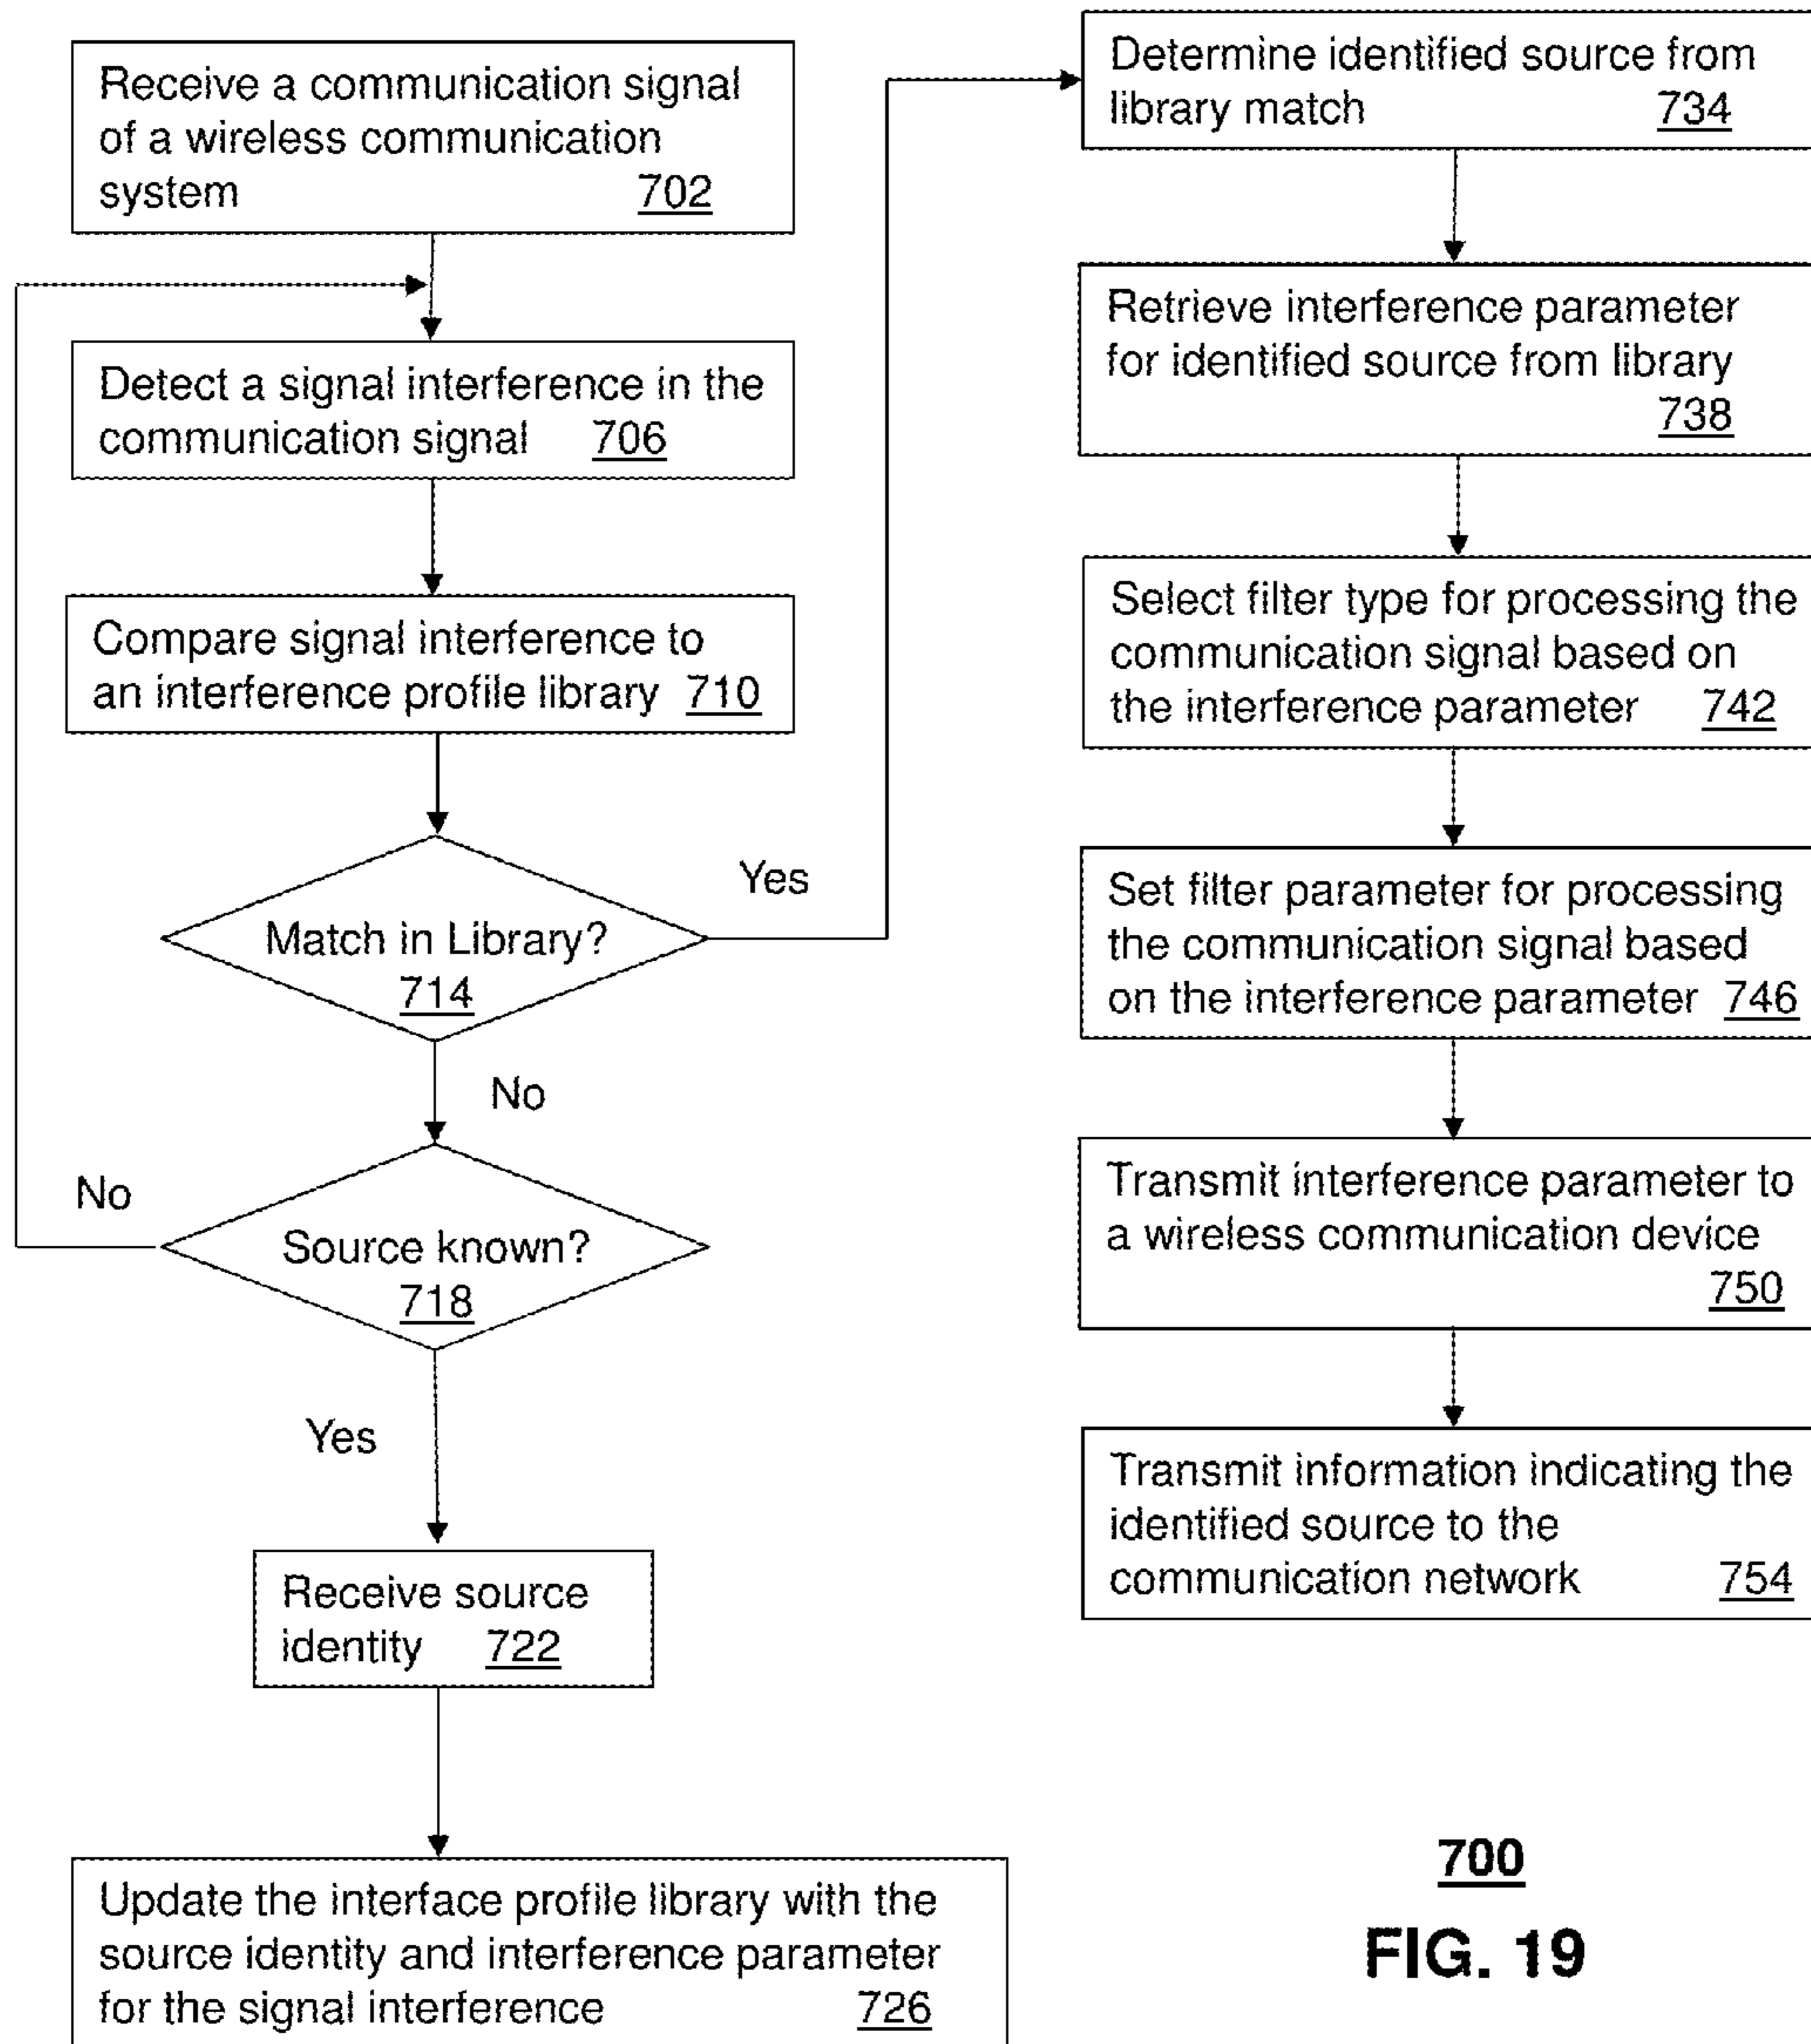 Receive a communication signal
of a wireless communication
system 702
Detect a signal interference in the
communication signal 706
Compare signal interference to
an interference profile library 710
Match in Library?
714
Yes
No
Source known?
718
No
Yes
Receive source
identity 722
Update the interface profile library with the
source identity and interference parameter
for the signal interference 726
Determine identified source from
library match 734
Retrieve interference parameter
for identified source from library
738
Select filter type for processing the
communication signal based on
the interference parameter 742
Set filter parameter for processing
the communication signal based
on the interference parameter 746
Transmit interference parameter to
a wireless communication device
750
Transmit information indicating the
identified source to the
communication network 754
700
FIG. 19